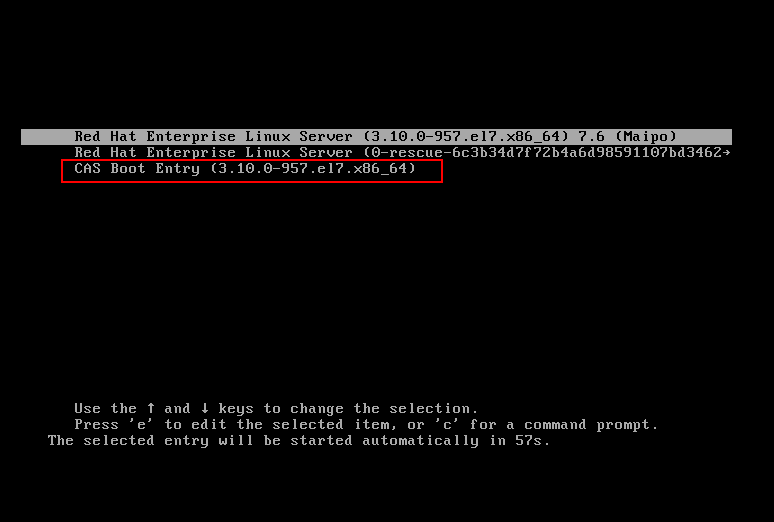 Red Hat Enterprise Linux Server (3.10.0-957.el7.x86_64) 7.6 (Maipo)
Red Hat Enterprise Linux Server (0-rescue-6c3b34d7f72b4a6d98591107bd3462→
CAS Boot Entry (3.10.0-957.el7.x86_64)
Use the ↑ and ↓ keys to change the selection.
Press 'e' to edit the selected item, or 'c' for a command prompt.
The selected entry will be started automatically in 57s.